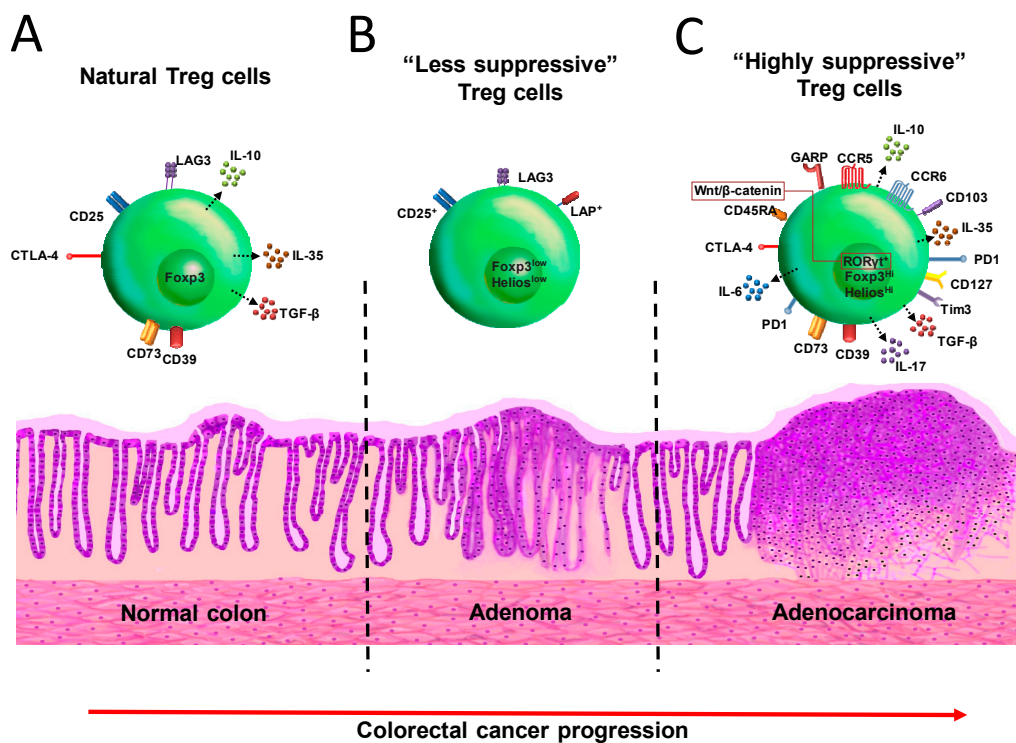 A
B
C
Natural Treg cells
“Less suppressive”
Treg cells
“Highly suppressive”
Treg cells
LAG3
IL-10
CD25
CTLA-4
IL-35
Foxp3
TGF-β
CD73
CD39
LAG3
CD25⁺
LAP⁺
Foxp3ˡᵒʷ
Heliosˡᵒʷ
IL-10
GARP
CCR5
CCR6
Wnt/β-catenin
CD103
CD45RA
IL-35
CTLA-4
PD1
RORγt⁺
Foxp3ᴴⁱ
Heliosᴴⁱ
CD127
IL-6
Tim3
PD1
TGF-β
CD73
CD39
IL-17
Normal colon
Adenoma
Adenocarcinoma
Colorectal cancer progression